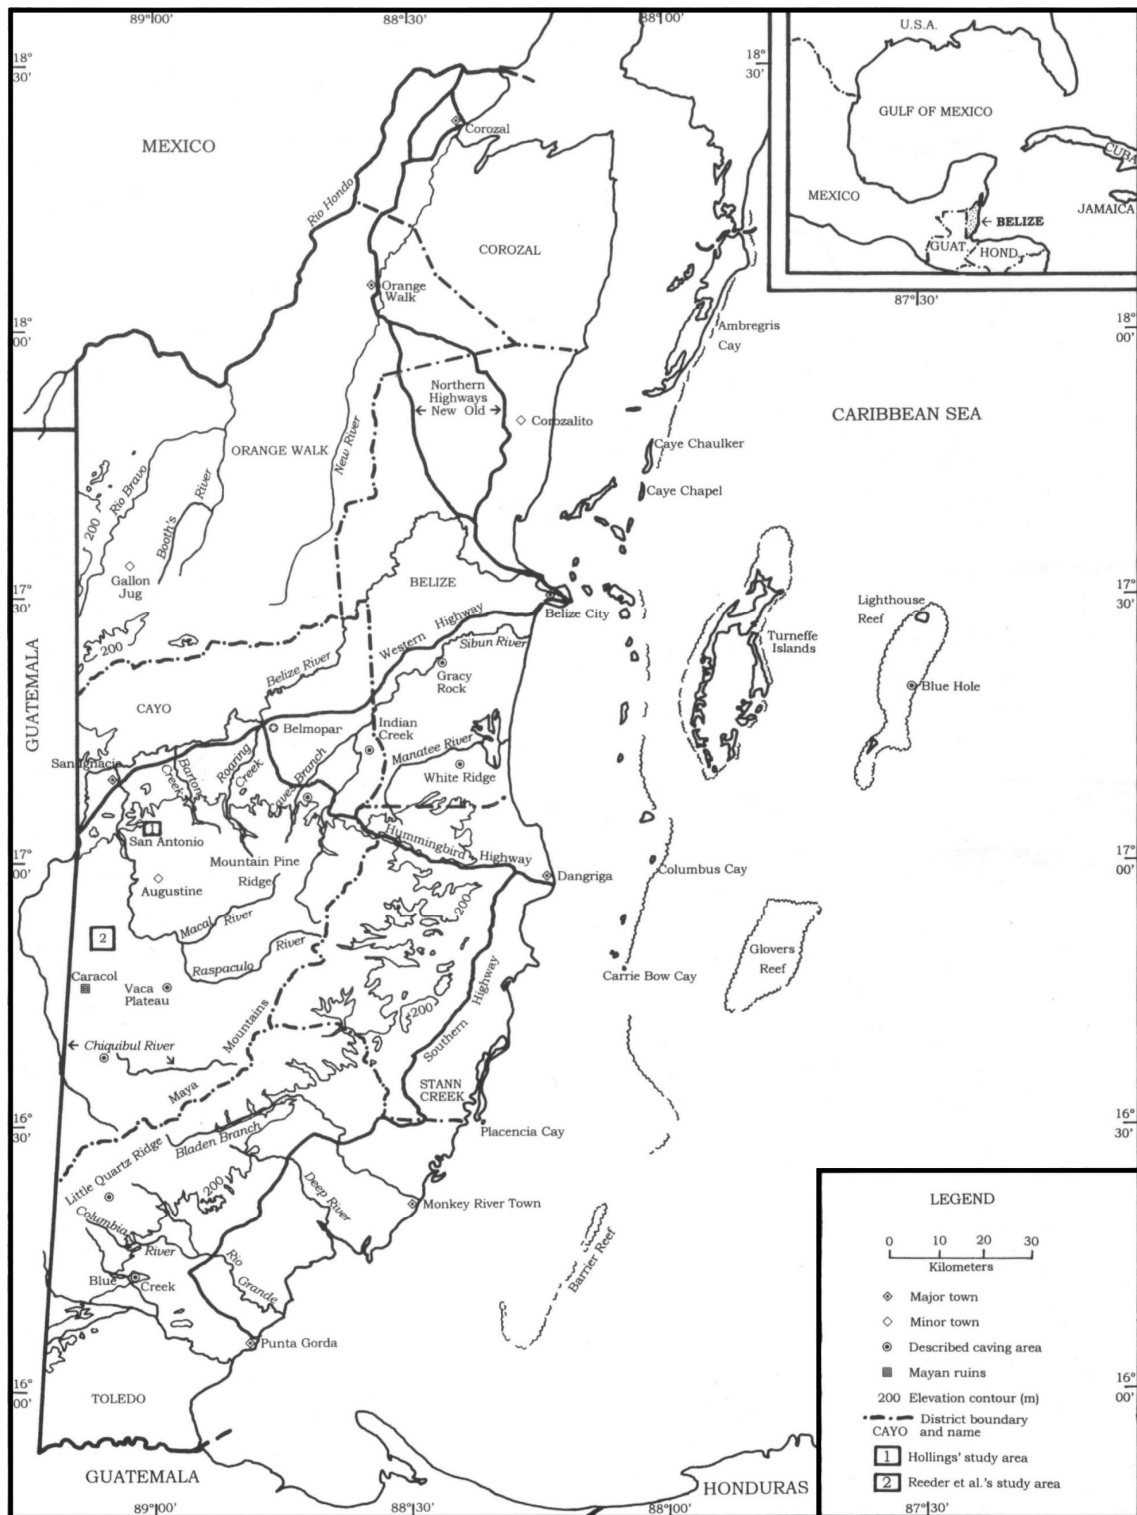 89°00'
88°30'
88°00'
18°
30'
18°
30'
U.S.A.
GULF OF MEXICO
CUBA
MEXICO
JAMAICA
← BELIZE
GUAT.
HOND.
87°30'
MEXICO
Corozal
Rio Hondo
COROZAL
Orange
Walk
18°
00'
18°
00'
Ambregris
Cay
Northern
Highways
← New Old →
Corozalito
CARIBBEAN SEA
ORANGE WALK
New River
Caye Chaulker
Caye Chapel
200
Rio Bravo
Booth's
River
Gallon
Jug
BELIZE
17°
30'
17°
30'
Belize City
Lighthouse
Reef
200
Western Highway
Sibun River
Turneffe
Islands
Belize River
Gracy
Rock
Blue Hole
GUATEMALA
CAYO
Belmopar
Indian
Creek
Manatee River
San Ignacio
Barton
Creek
Roaring
Creek
Caves Branch
White Ridge
1
San Antonio
Hummingbird Highway
17°
00'
17°
00'
Mountain Pine
Ridge
Dangriga
Columbus Cay
Augustine
200
Macal River
2
Raspaculo River
Glovers
Reef
Caracol
Vaca
Plateau
Carrie Bow Cay
200
Southern Highway
← Chiquibul River
Maya Mountains
STANN
CREEK
16°
30'
16°
30'
Placencia Cay
Bladen Branch
Little Quartz Ridge
200
Deep River
Monkey River Town
Columbia
River
Rio
Grande
Barrier Reef
Blue Creek
Punta Gorda
16°
00'
16°
00'
TOLEDO
GUATEMALA
HONDURAS
LEGEND
0 10 20 30
Kilometers
Major town
Minor town
Described caving area
Mayan ruins
200 Elevation contour (m)
District boundary
CAYO and name
1 Hollings' study area
2 Reeder et al.'s study area
89°00'
88°30'
88°00'
87°30'